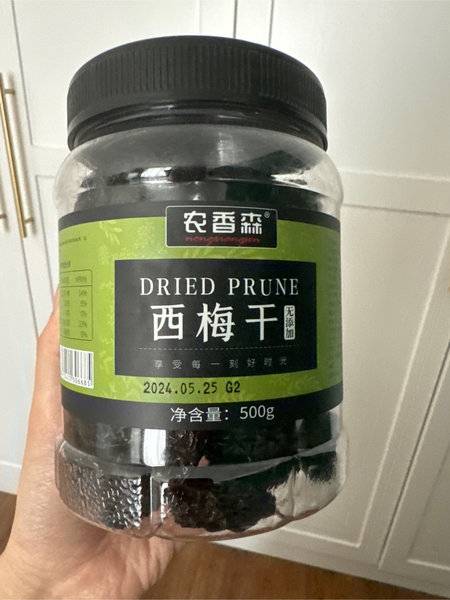 农香森®
nongxiangsen
DRIED PRUNE
西梅干
无添加
享受每一刻好时光
2024.05.25 G2
净含量：500g